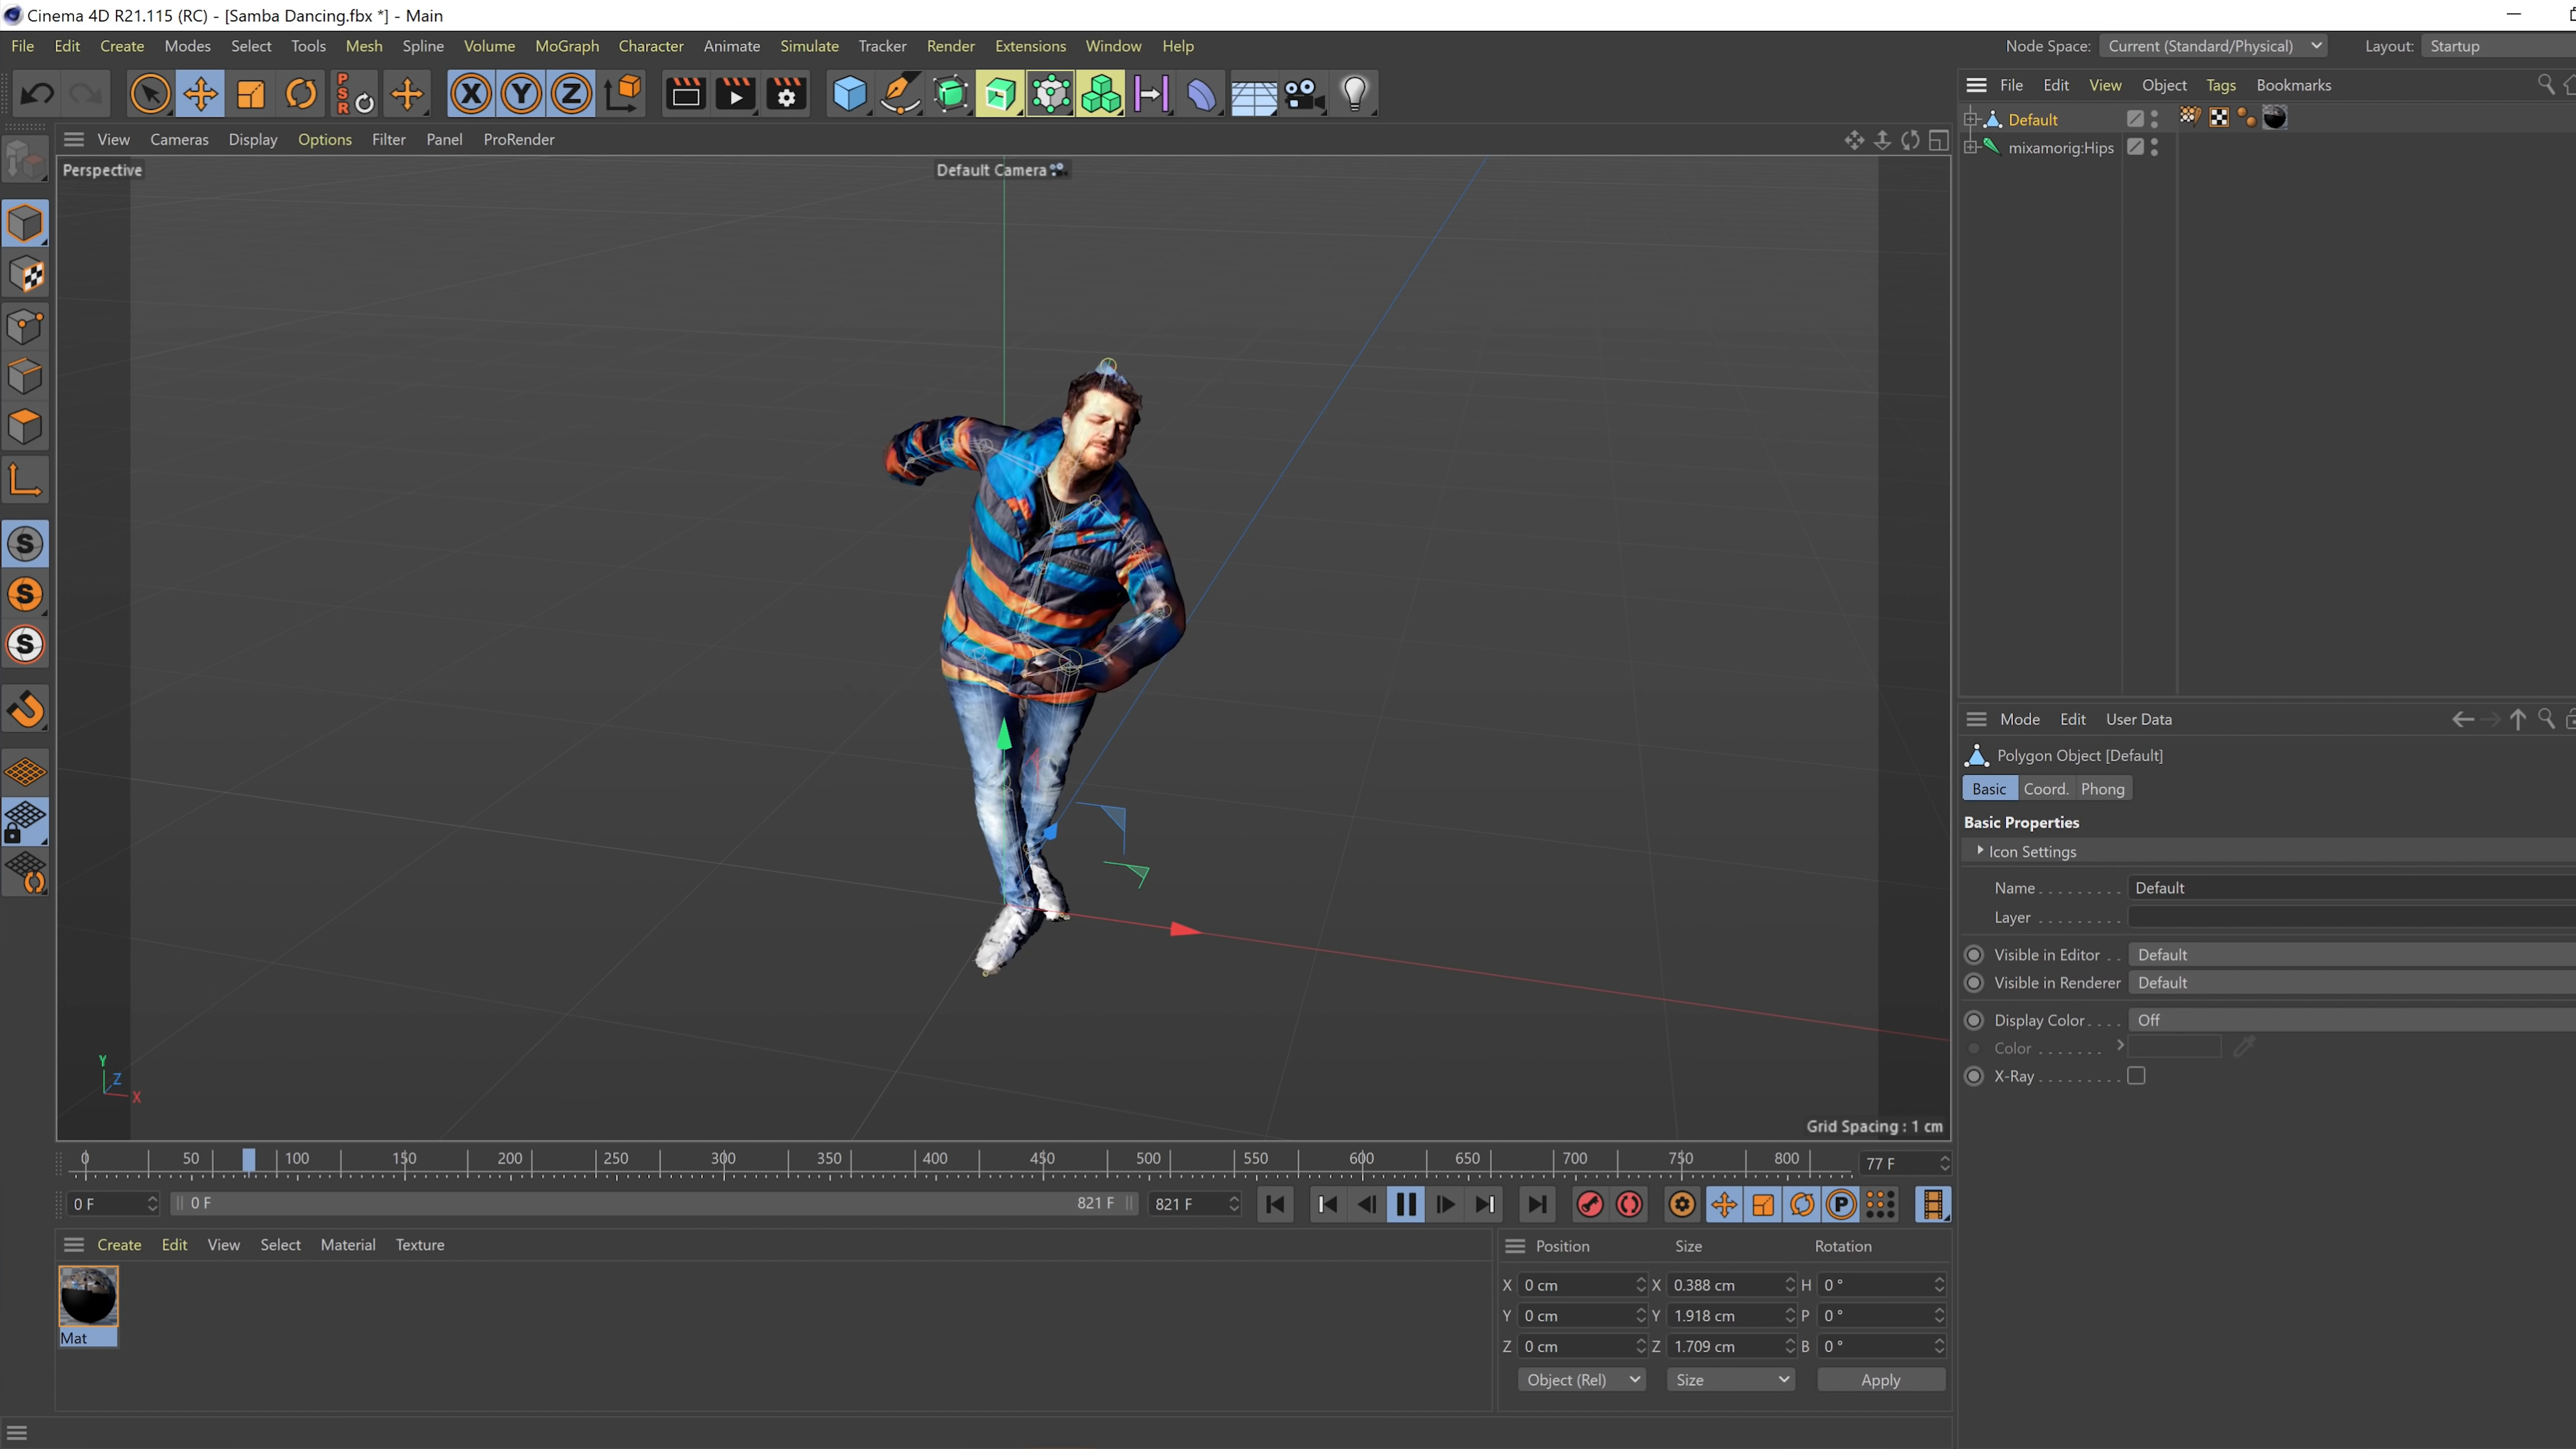 Cinema 4D R21.115 (RC) - [Samba Dancing.fbx *] - Main
File Edit Create Modes Select Tools Mesh Spline Volume MoGraph Character Animate Simulate Tracker Render Extensions Window Help
Node Space: Current (Standard/Physical) Layout: Startup
PSR X Y Z
File Edit View Object Tags Bookmarks
Default
mixamorig:Hips
View Cameras Display Options Filter Panel ProRender
Perspective
Default Camera
S
S
S
Y
Z
X
Grid Spacing : 1 cm
Mode Edit User Data
Polygon Object [Default]
Basic Coord. Phong
Basic Properties
Icon Settings
Name . . . . . . . . . Default
Layer . . . . . . . . .
Visible in Editor . . Default
Visible in Renderer Default
Display Color . . . . Off
Color . . . . . . .
X-Ray . . . . . . . . .
0 50 100 150 200 250 300 350 400 450 500 550 600 650 700 750 800 77 F
0 F 0 F 821 F 821 F P
Create Edit View Select Material Texture
Mat
Position Size Rotation
X 0 cm X 0.388 cm H 0 °
Y 0 cm Y 1.918 cm P 0 °
Z 0 cm Z 1.709 cm B 0 °
Object (Rel) Size Apply